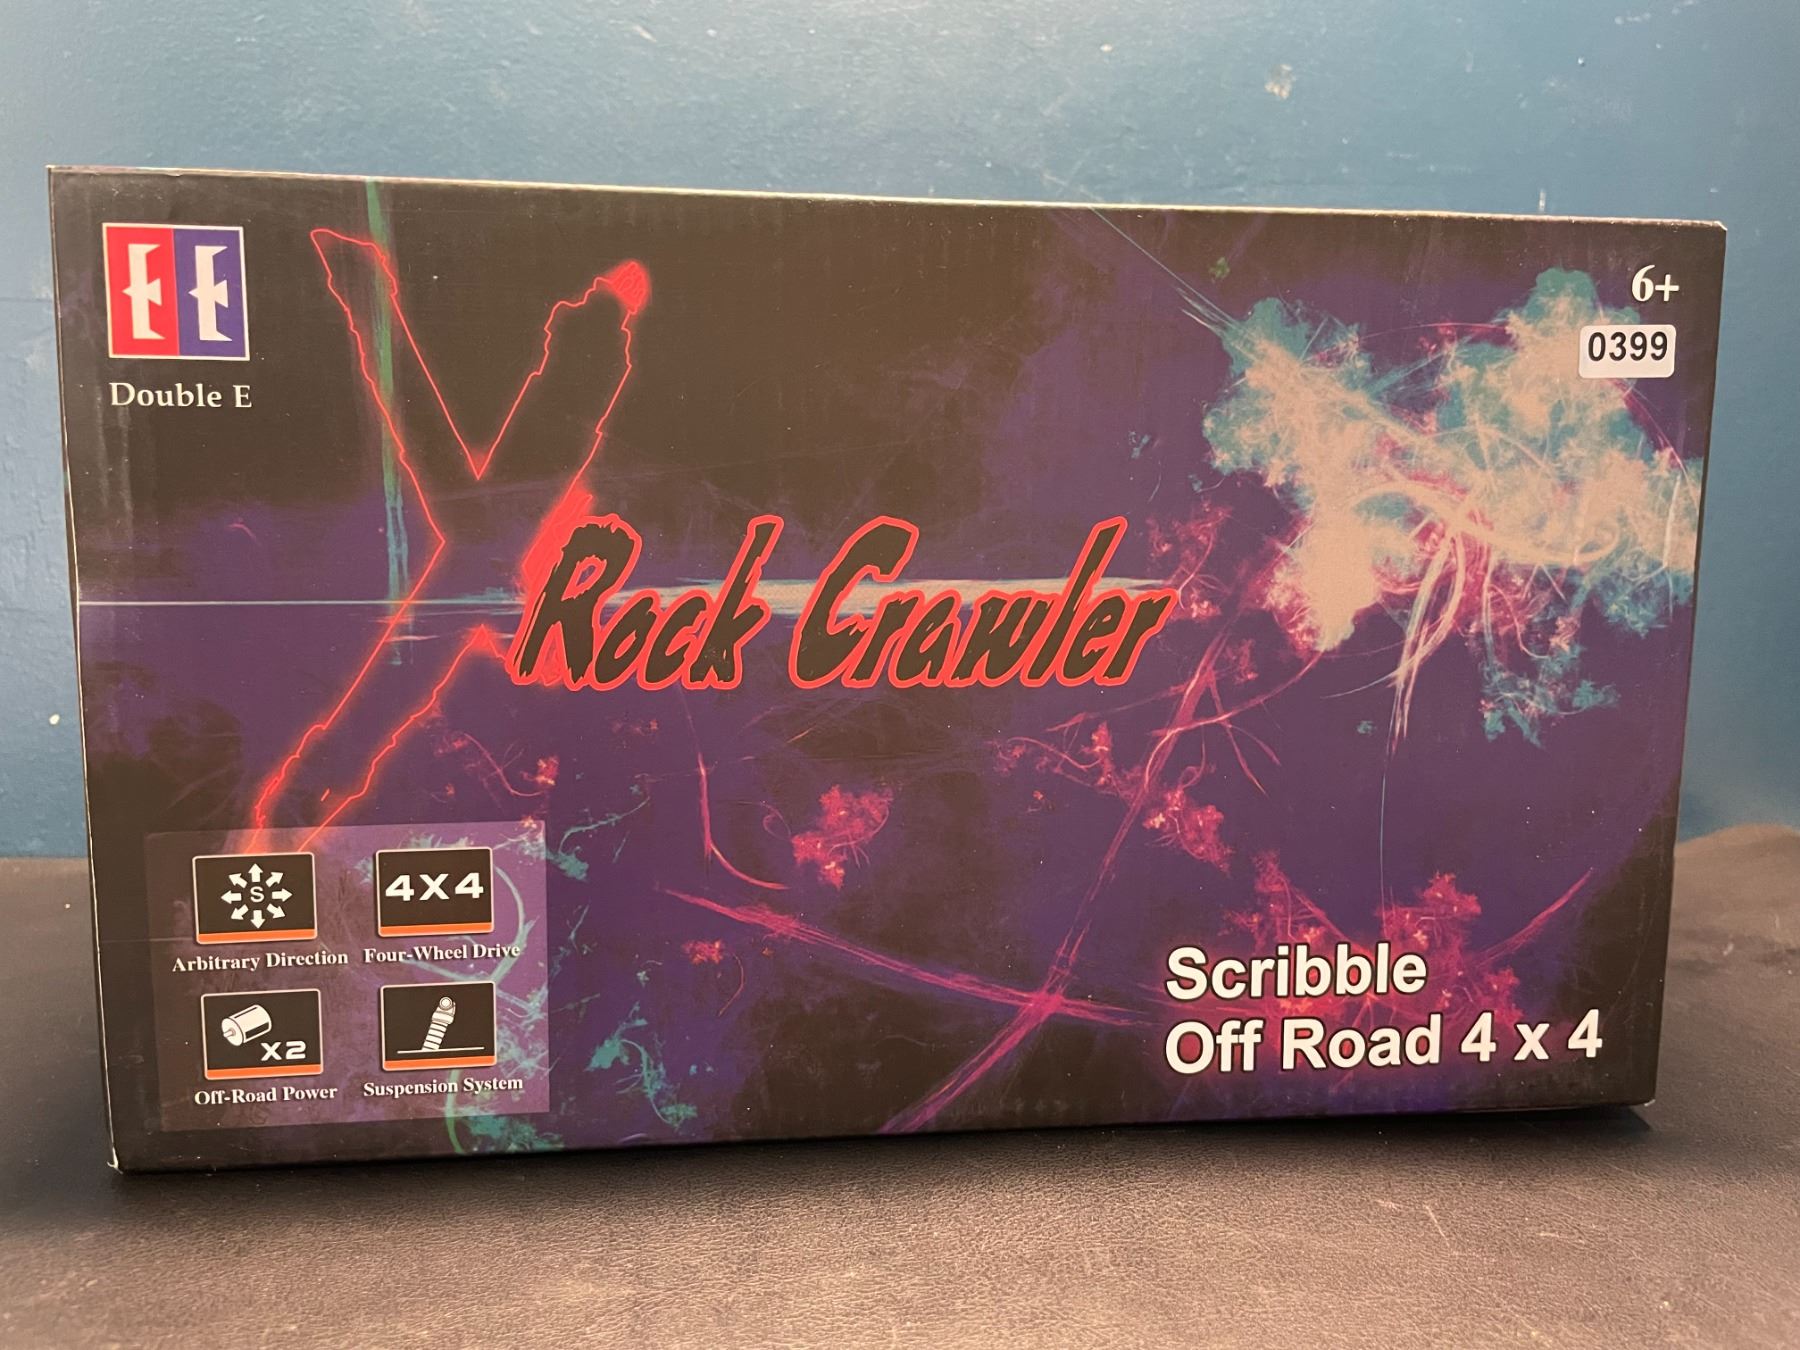 EE
Double E
6+
0399
Y Rock Crawler
S
Arbitrary Direction
4X4
Four-Wheel Drive
X2
Off-Road Power
Suspension System
Scribble
Off Road 4 x 4